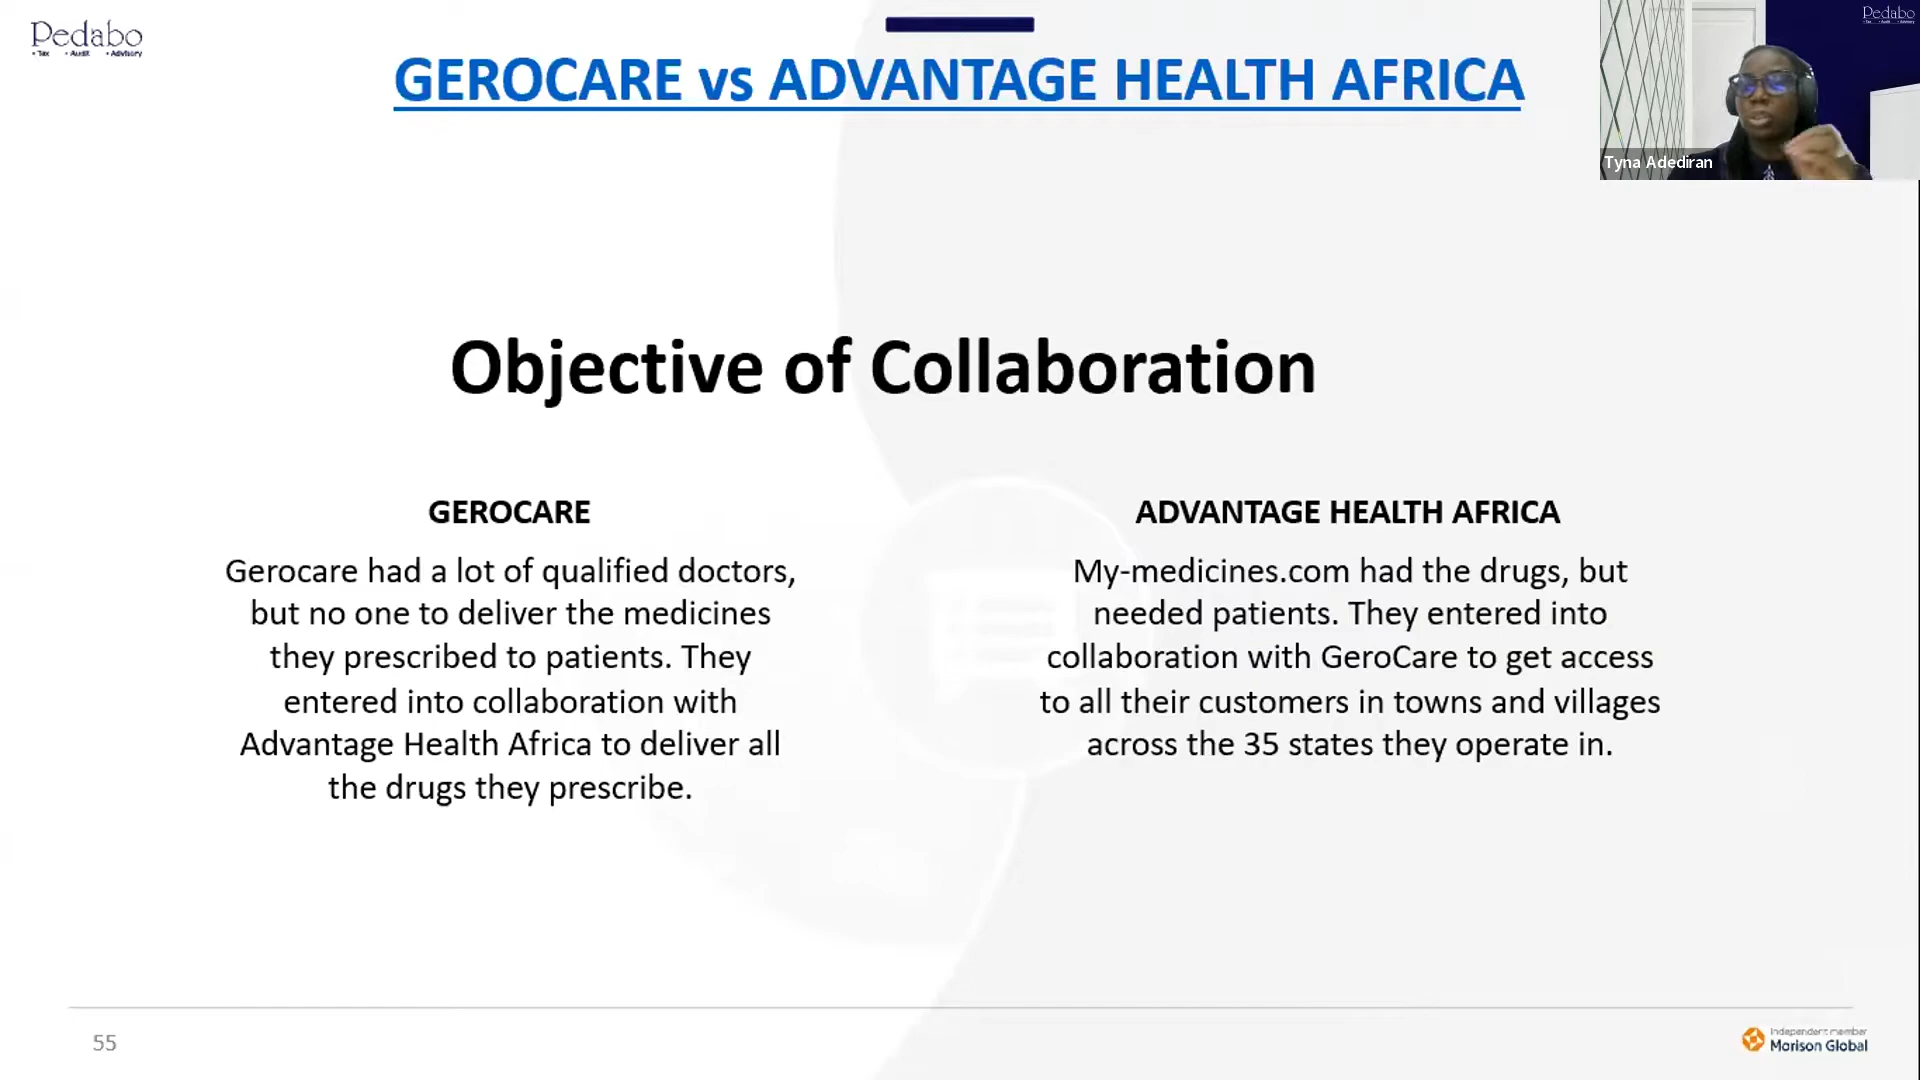 Pedabo
• Tax • Audit • Advisory
GEROCARE vs ADVANTAGE HEALTH AFRICA
Pedabo
Tyna Adediran
Objective of Collaboration
GEROCARE
Gerocare had a lot of qualified doctors,
but no one to deliver the medicines
they prescribed to patients. They
entered into collaboration with
Advantage Health Africa to deliver all
the drugs they prescribe.
ADVANTAGE HEALTH AFRICA
My-medicines.com had the drugs, but
needed patients. They entered into
collaboration with GeroCare to get access
to all their customers in towns and villages
across the 35 states they operate in.
55
Independent member
Morison Global